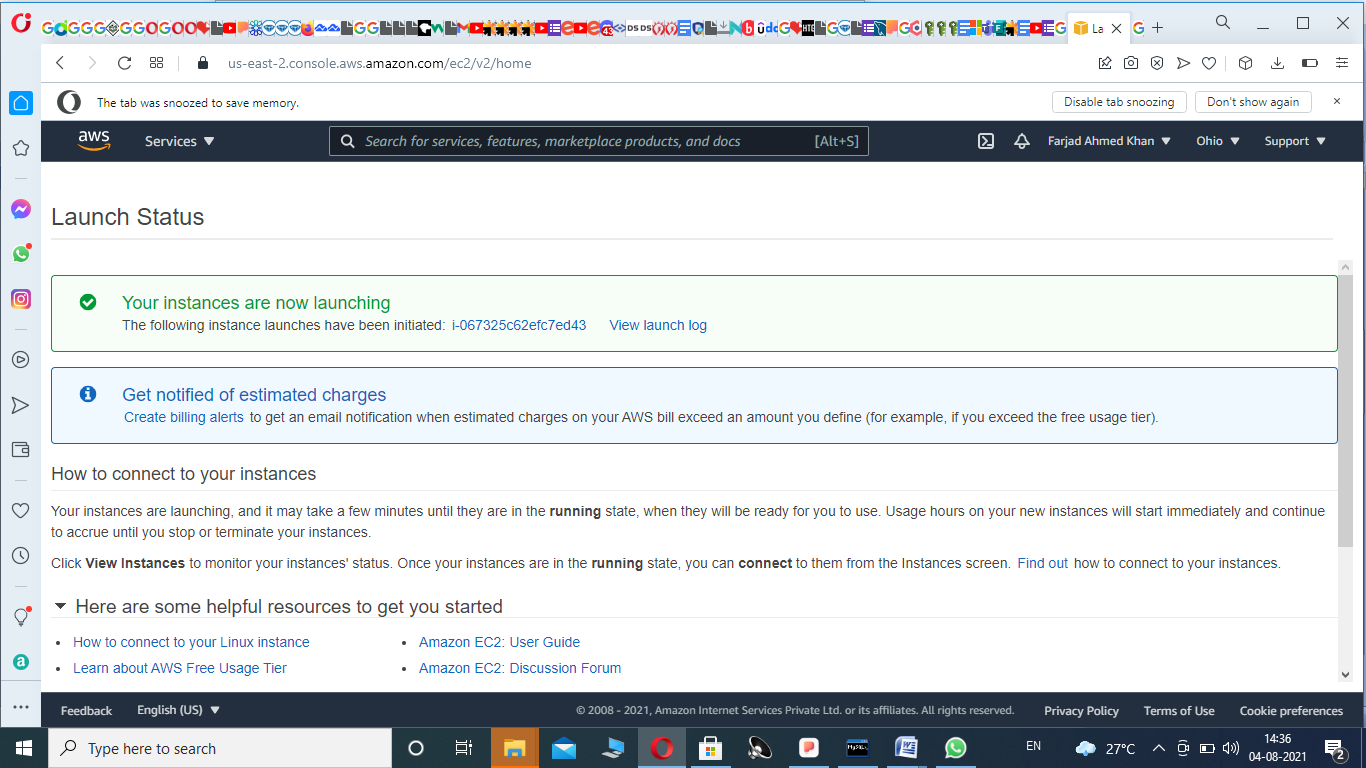 La
us-east-2.console.aws.amazon.com/ec2/v2/home
The tab was snoozed to save memory.
Disable tab snoozing
Don't show again
aws
Services
Search for services, features, marketplace products, and docs
[Alt+S]
Farjad Ahmed Khan
Ohio
Support
Launch Status
Your instances are now launching
The following instance launches have been initiated: i-067325c62efc7ed43 View launch log
Get notified of estimated charges
Create billing alerts to get an email notification when estimated charges on your AWS bill exceed an amount you define (for example, if you exceed the free usage tier).
How to connect to your instances
Your instances are launching, and it may take a few minutes until they are in the running state, when they will be ready for you to use. Usage hours on your new instances will start immediately and continue
to accrue until you stop or terminate your instances.
Click View Instances to monitor your instances' status. Once your instances are in the running state, you can connect to them from the Instances screen. Find out how to connect to your instances.
Here are some helpful resources to get you started
• How to connect to your Linux instance
• Amazon EC2: User Guide
• Learn about AWS Free Usage Tier
• Amazon EC2: Discussion Forum
Feedback
English (US)
© 2008 - 2021, Amazon Internet Services Private Ltd. or its affiliates. All rights reserved.
Privacy Policy
Terms of Use
Cookie preferences
Type here to search
EN
27°C
14:36
04-08-2021
2